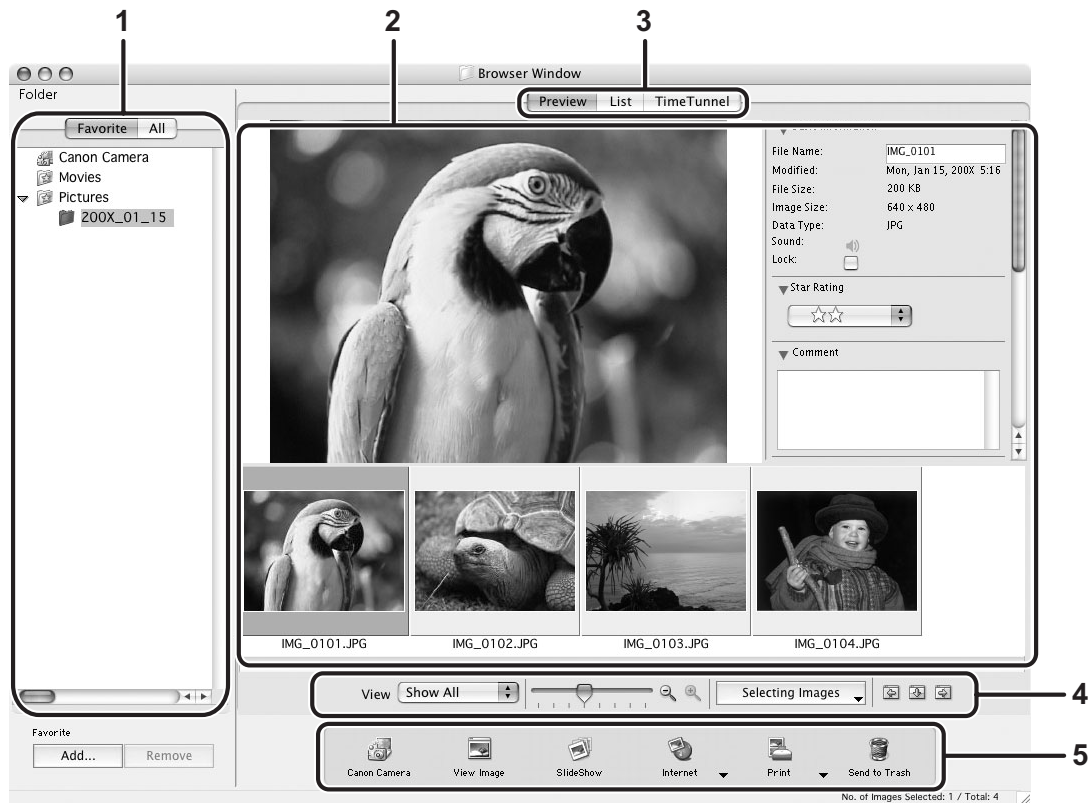 1
2
3
Browser Window
Folder
Preview List TimeTunnel
Favorite All
Canon Camera
Movies
Pictures
200X_01_15
File Name: IMG_0101
Modified: Mon, Jan 15, 200X 5:16
File Size: 200 KB
Image Size: 640 x 480
Data Type: JPG
Sound:
Lock:
Star Rating
Comment
IMG_0101.JPG IMG_0102.JPG IMG_0103.JPG IMG_0104.JPG
View Show All Selecting Images
4
Favorite
Add... Remove
Canon Camera View Image SlideShow Internet Print Send to Trash
5
No. of Images Selected: 1 / Total: 4